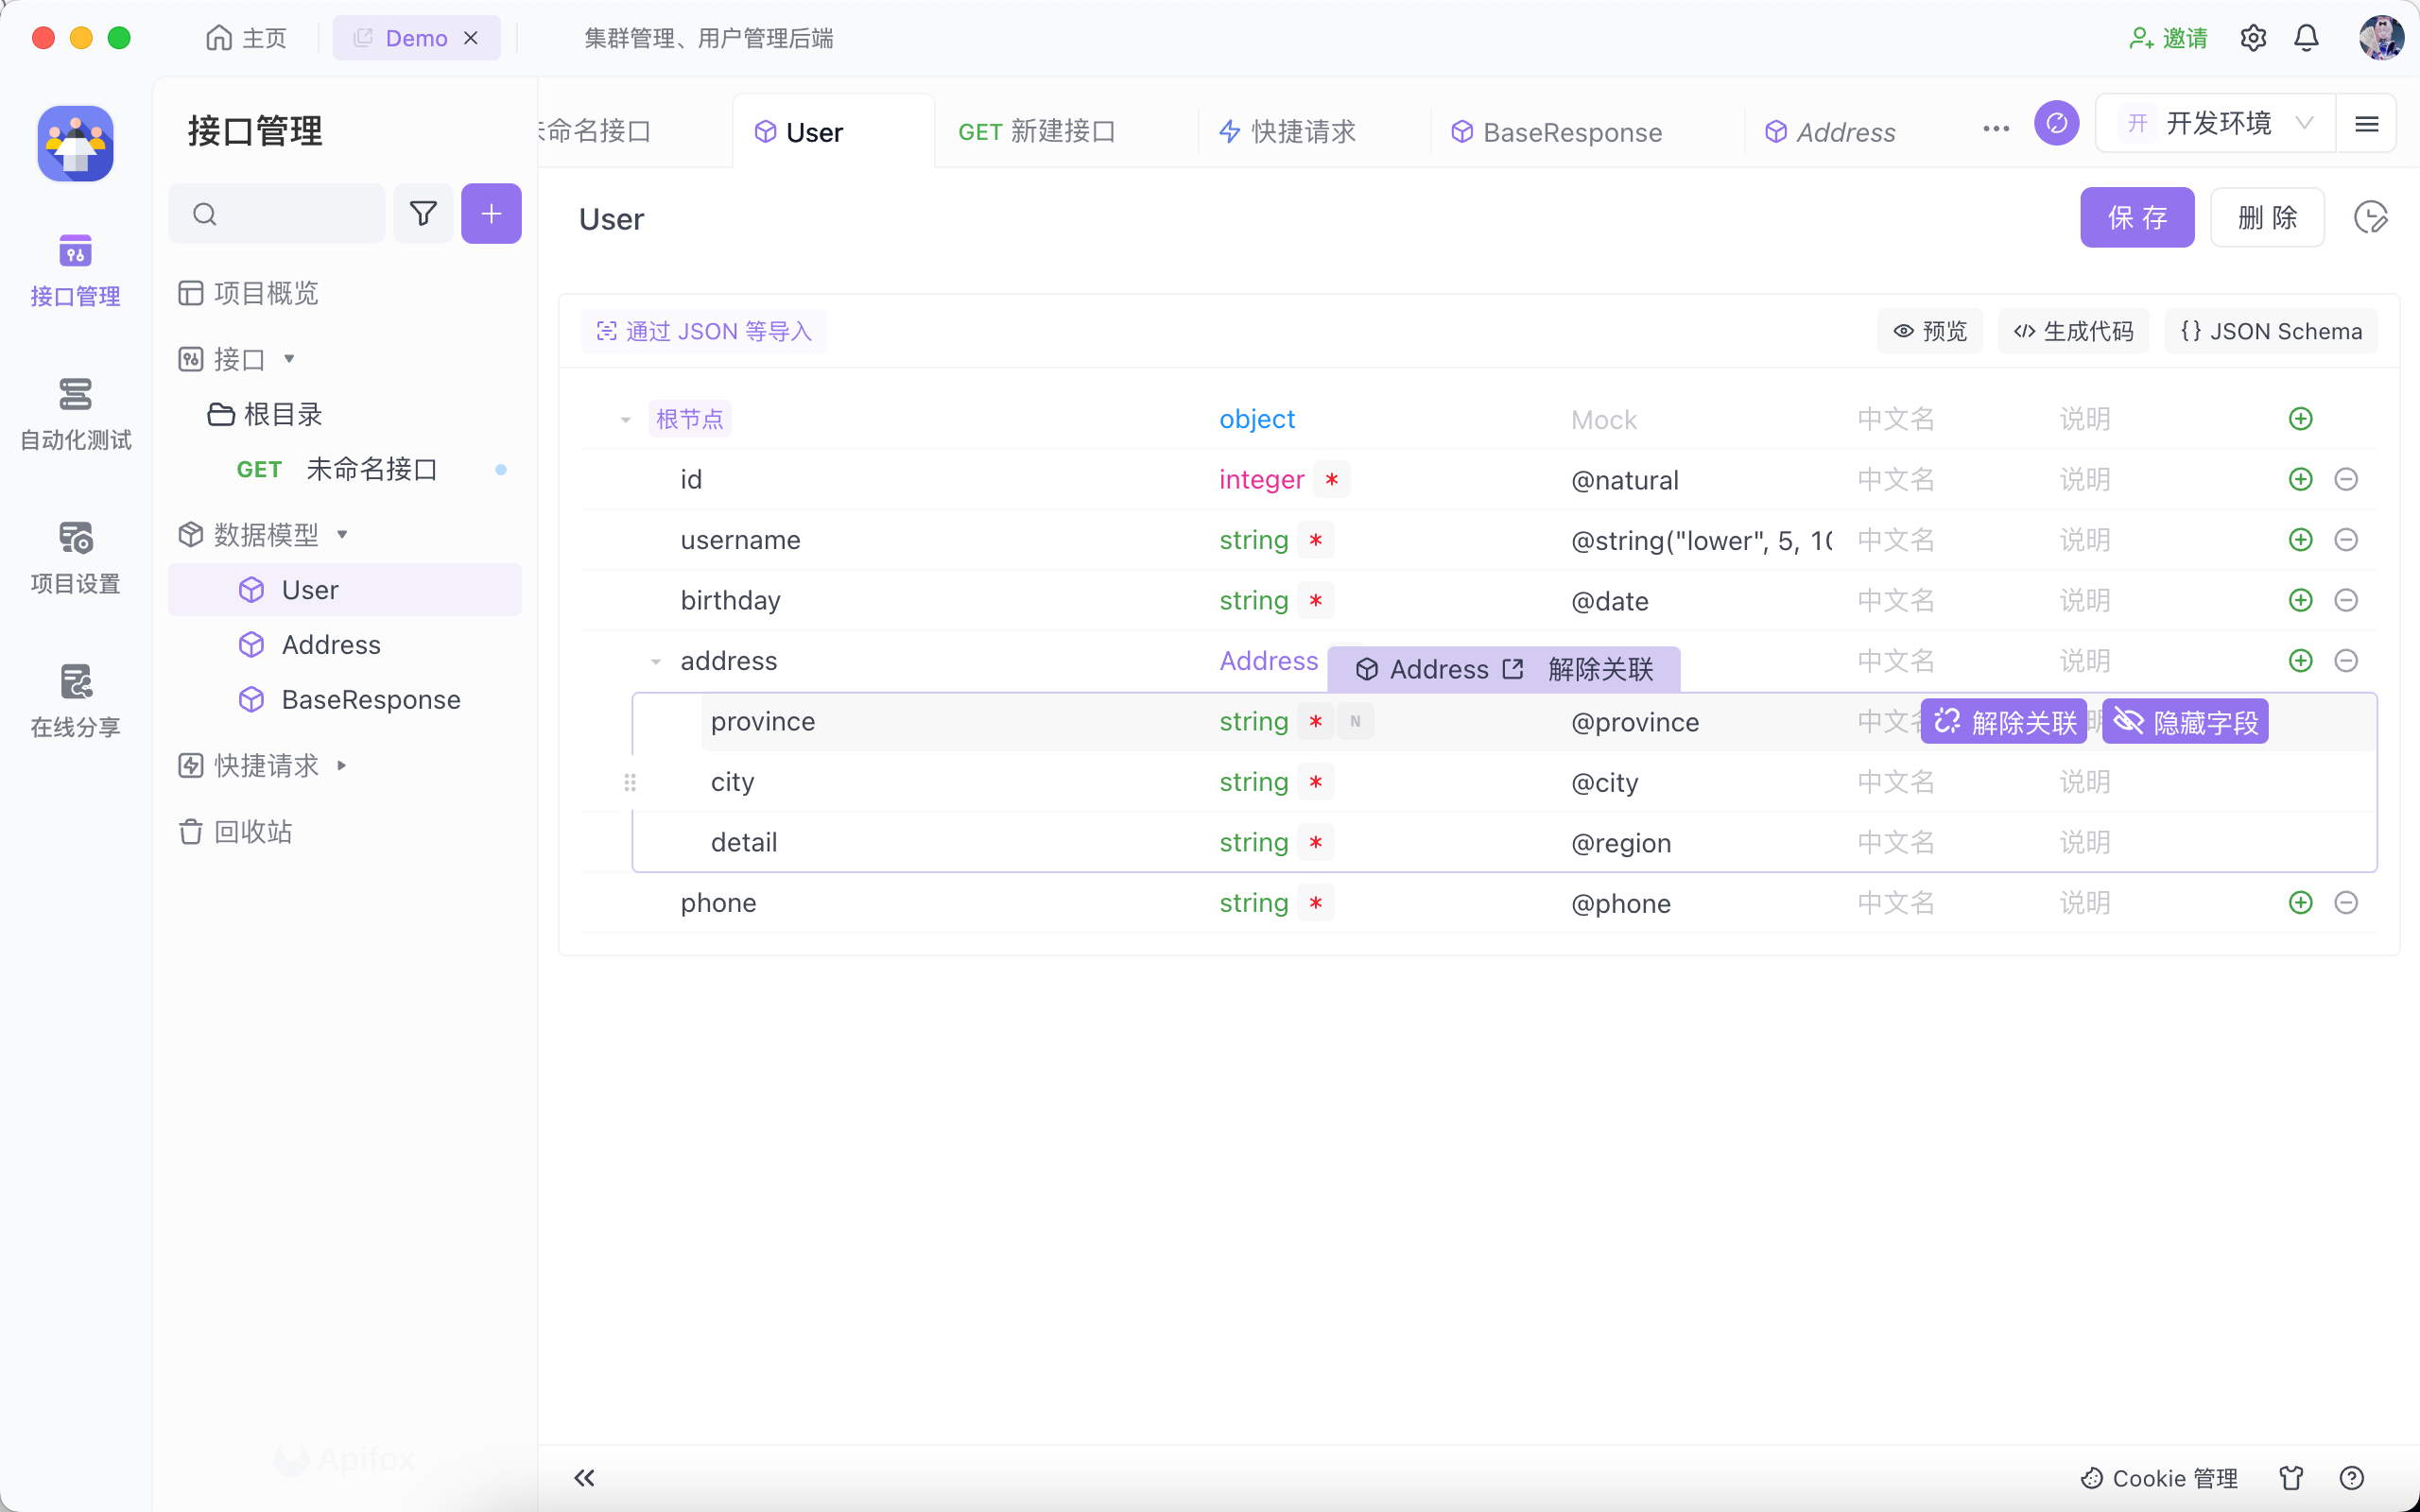 主页
Demo
集群管理、用户管理后端
邀请
接口管理
自动化测试
项目设置
在线分享
接口管理
项目概览
接口
根目录
GET 未命名接口
数据模型
User
Address
BaseResponse
快捷请求
回收站
Apifox
未命名接口
User
GET 新建接口
快捷请求
BaseResponse
Address
开 开发环境
User
保 存
删 除
通过 JSON 等导入
预览
生成代码
{} JSON Schema
根节点 object Mock 中文名 说明
id integer * @natural 中文名 说明
username string * @string("lower", 5, 10 中文名 说明
birthday string * @date 中文名 说明
address Address 中文名 说明
Address 解除关联
province string * N @province 中文名 解除关联 隐藏字段
city string * @city 中文名 说明
detail string * @region 中文名 说明
phone string * @phone 中文名 说明
Cookie 管理